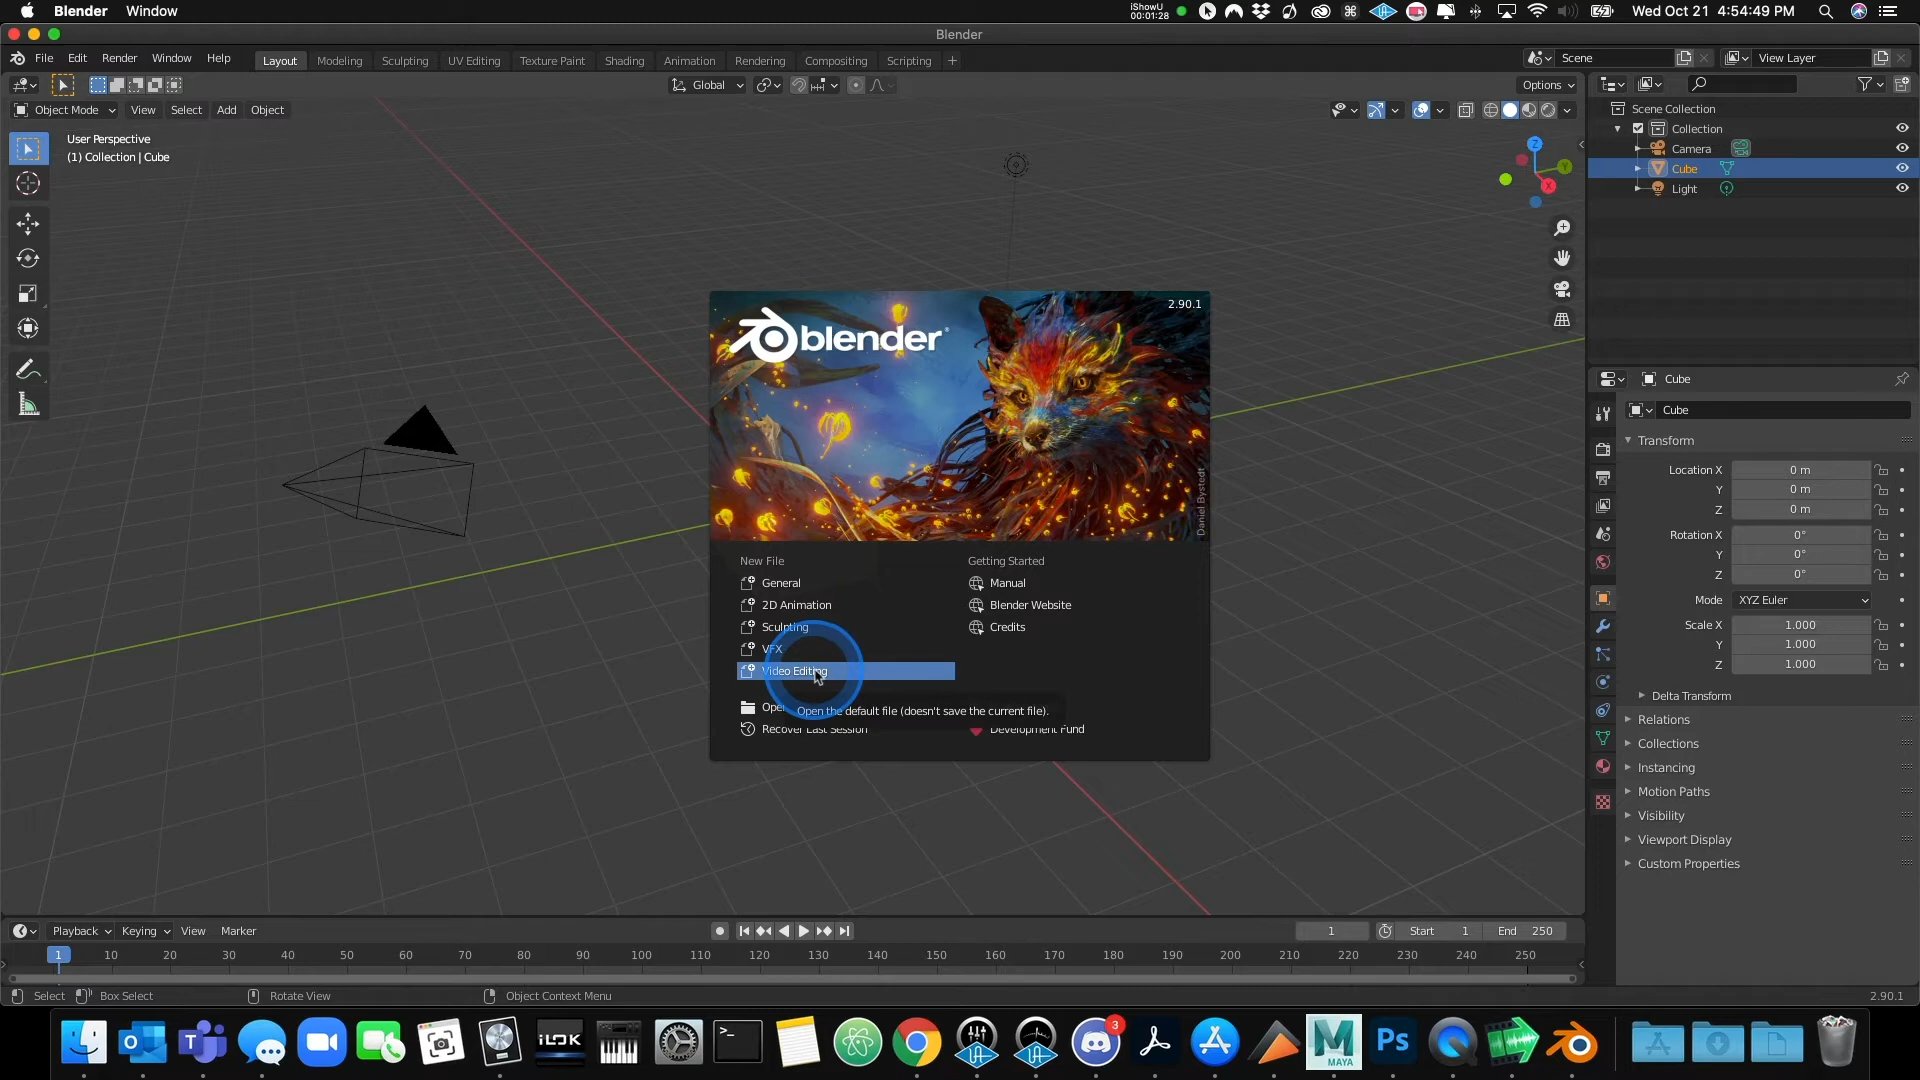 Blender Window
iShowU
00:01:28
Wed Oct 21 4:54:49 PM
Blender
File Edit Render Window Help
Layout Modeling Sculpting UV Editing Texture Paint Shading Animation Rendering Compositing Scripting +
Scene
View Layer
Global
Options
Object Mode View Select Add Object
User Perspective
(1) Collection | Cube
Z
Y
X
Scene Collection
Collection
Camera
Cube
Light
blender
2.90.1
Daniel Bystedt
New File
General
2D Animation
Sculpting
VFX
Video Editing
Getting Started
Manual
Blender Website
Credits
Open the default file (doesn't save the current file).
Recover Last Session
Development Fund
Cube
Cube
Transform
Location X 0 m
Y 0 m
Z 0 m
Rotation X 0°
Y 0°
Z 0°
Mode XYZ Euler
Scale X 1.000
Y 1.000
Z 1.000
Delta Transform
Relations
Collections
Instancing
Motion Paths
Visibility
Viewport Display
Custom Properties
Playback Keying View Marker
1 Start 1 End 250
1 10 20 30 40 50 60 70 80 90 100 110 120 130 140 150 160 170 180 190 200 210 220 230 240 250
Select Box Select Rotate View Object Context Menu 2.90.1
iLOK
3
MAYA
Ps